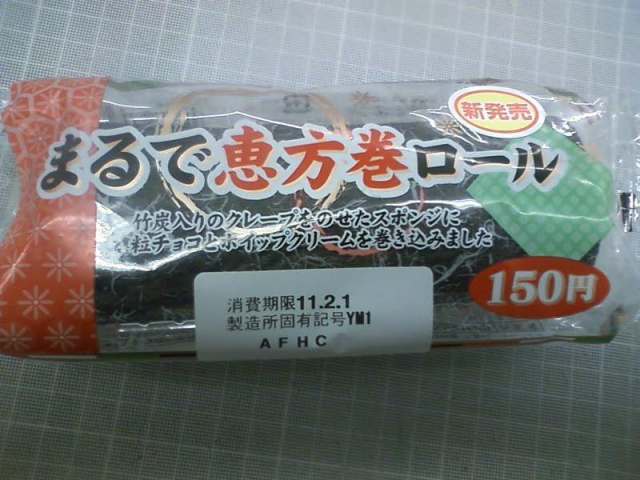 新発売
まるで恵方巻ロール
竹炭入りのクレープをのせたスポンジに
粒チョコとホイップクリームを巻き込みました
150円
消費期限11.2.1
製造所固有記号YM1
AFHC